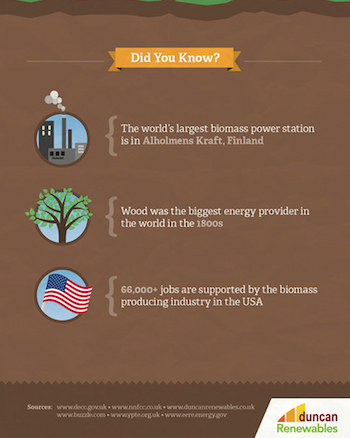 Did You Know?
The world's largest biomass power station
is in Alholmens Kraft, Finland
Wood was the biggest energy provider in
the world in the 1800s
66,000+ jobs are supported by the biomass
producing industry in the USA
Sources: www.decc.gov.uk • www.nnfcc.co.uk • www.duncanrenewables.co.uk
www.buzzle.com • www.ypte.org.uk • www.eere.energy.gov
duncan
Renewables